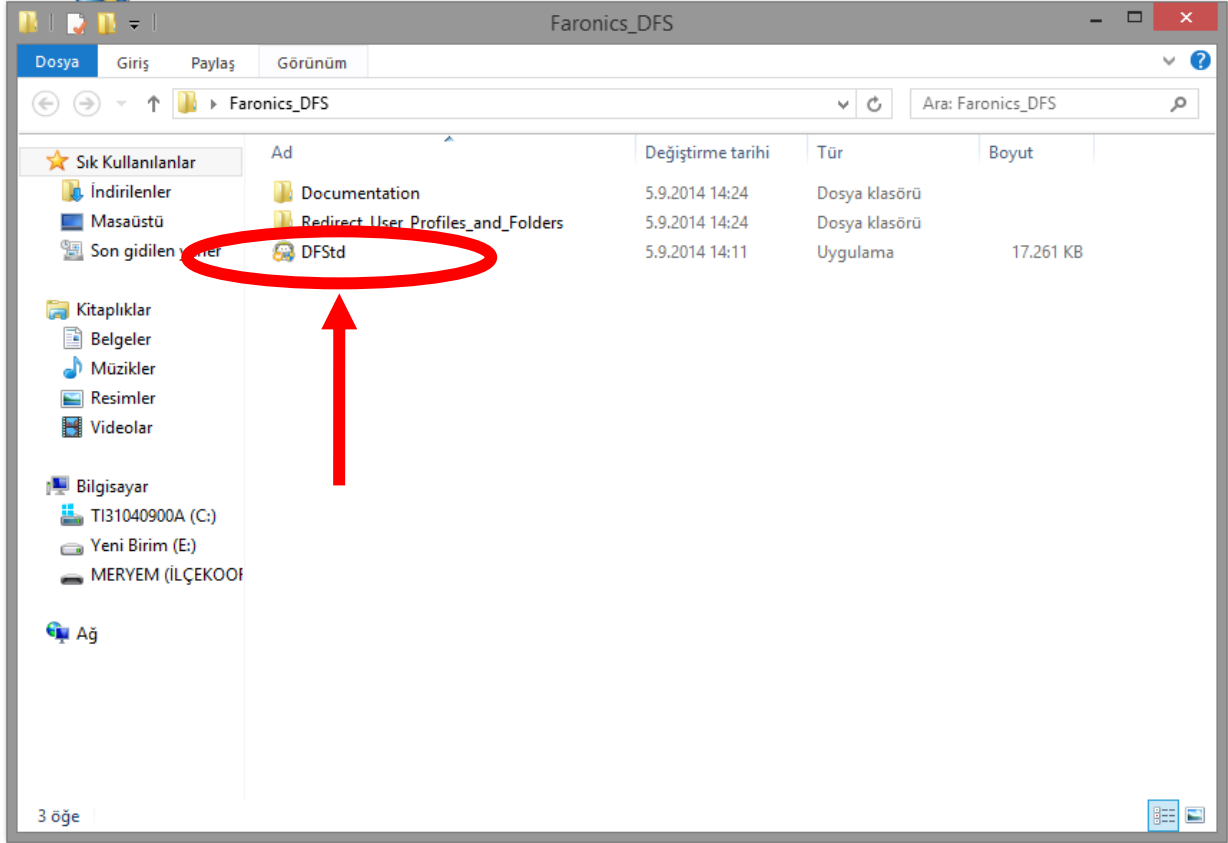 Faronics_DFS
Dosya Giriş Paylaş Görünüm
Faronics_DFS Ara: Faronics_DFS
Sık Kullanılanlar
İndirilenler
Masaüstü
Son gidilen
Kitaplıklar
Belgeler
Müzikler
Resimler
Videolar
Bilgisayar
TI31040900A (C:)
Yeni Birim (E:)
MERYEM (İLÇEKOOF
Ağ
Ad Değiştirme tarihi Tür Boyut
Documentation 5.9.2014 14:24 Dosya klasörü
Redirect_User_Profiles_and_Folders 5.9.2014 14:24 Dosya klasörü
DFStd 5.9.2014 14:11 Uygulama 17.261 KB
3 öğe